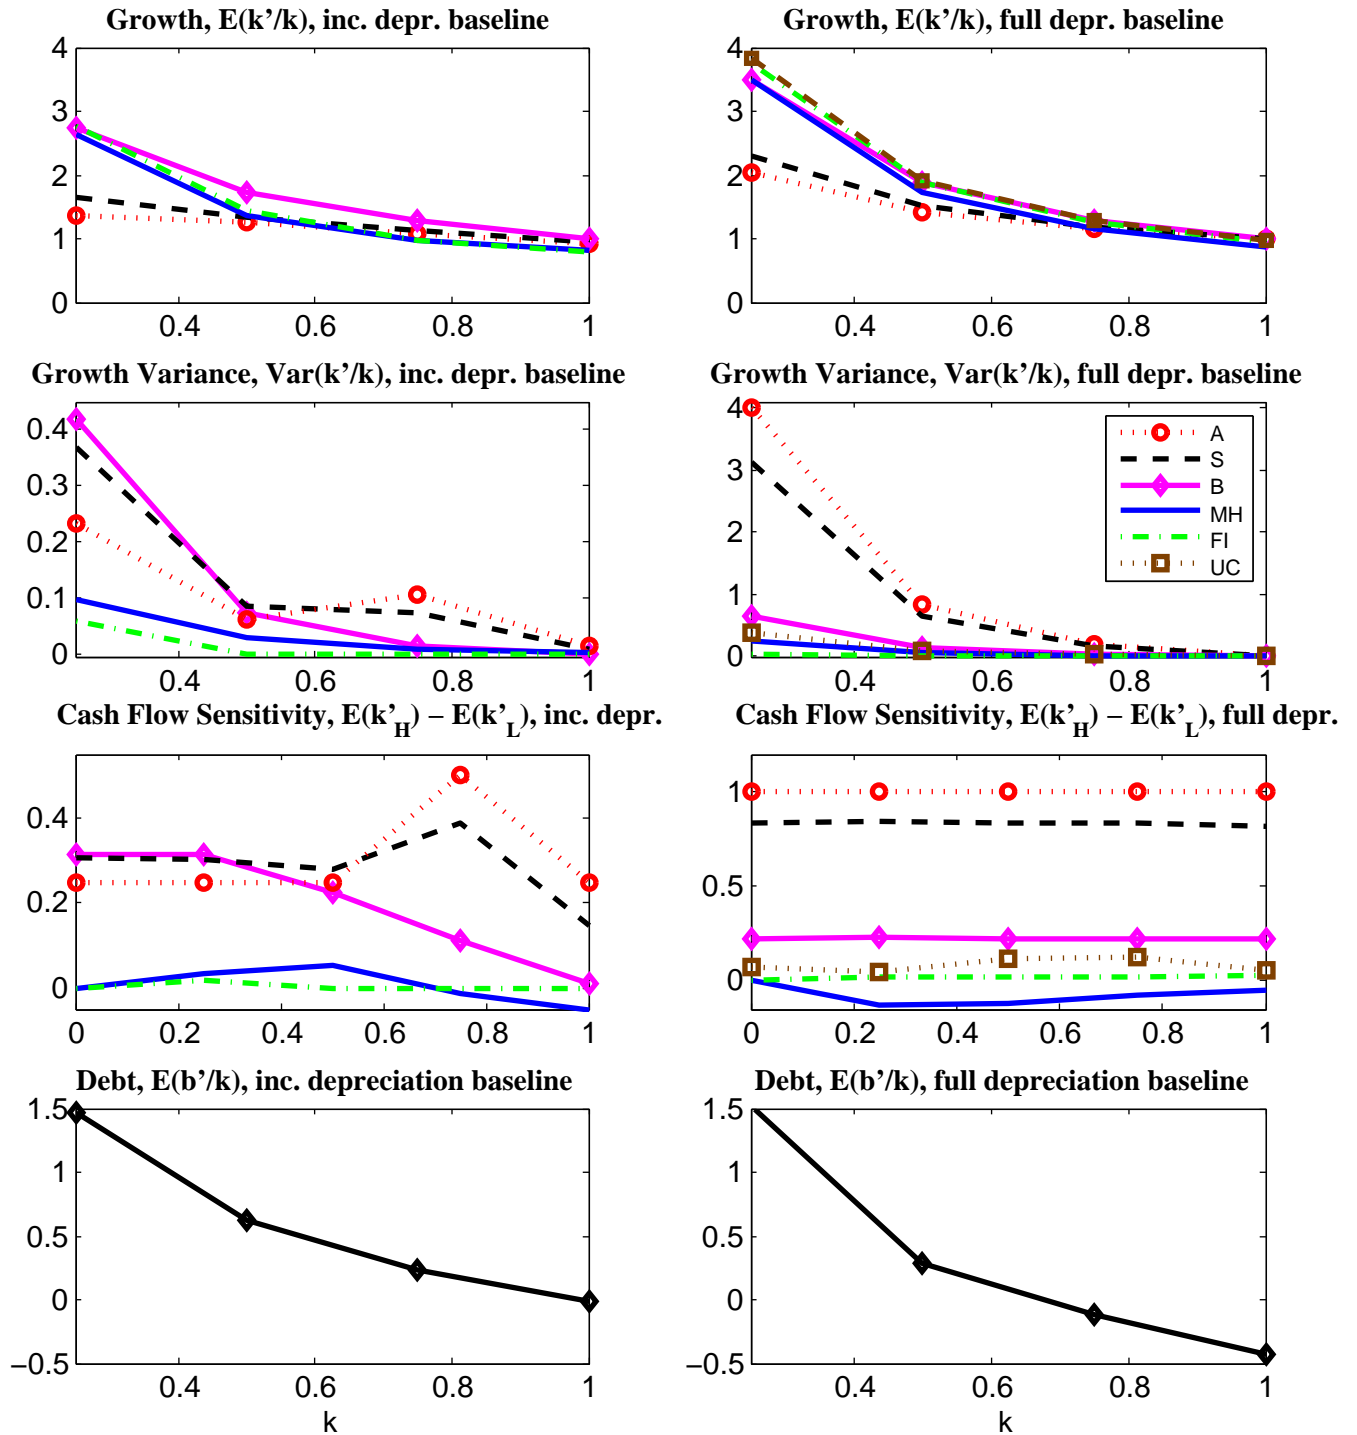 Growth, E(k’/k), inc. depr. baseline
4
3
2
1
0
0.4 0.6 0.8 1
Growth, E(k’/k), full depr. baseline
4
3
2
1
0
0.4 0.6 0.8 1
Growth Variance, Var(k’/k), inc. depr. baseline
0.4
0.3
0.2
0.1
0
0.4 0.6 0.8 1
Growth Variance, Var(k’/k), full depr. baseline
4
3
2
1
0
0.4 0.6 0.8 1
A
S
B
MH
FI
UC
Cash Flow Sensitivity, E(k’_H) − E(k’_L), inc. depr.
0.4
0.2
0
0 0.2 0.4 0.6 0.8 1
Cash Flow Sensitivity, E(k’_H) − E(k’_L), full depr.
1
0.5
0
0 0.2 0.4 0.6 0.8 1
Debt, E(b’/k), inc. depreciation baseline
1.5
1
0.5
0
−0.5
0.4 0.6 0.8 1
k
Debt, E(b’/k), full depreciation baseline
1.5
1
0.5
0
−0.5
0.4 0.6 0.8 1
k